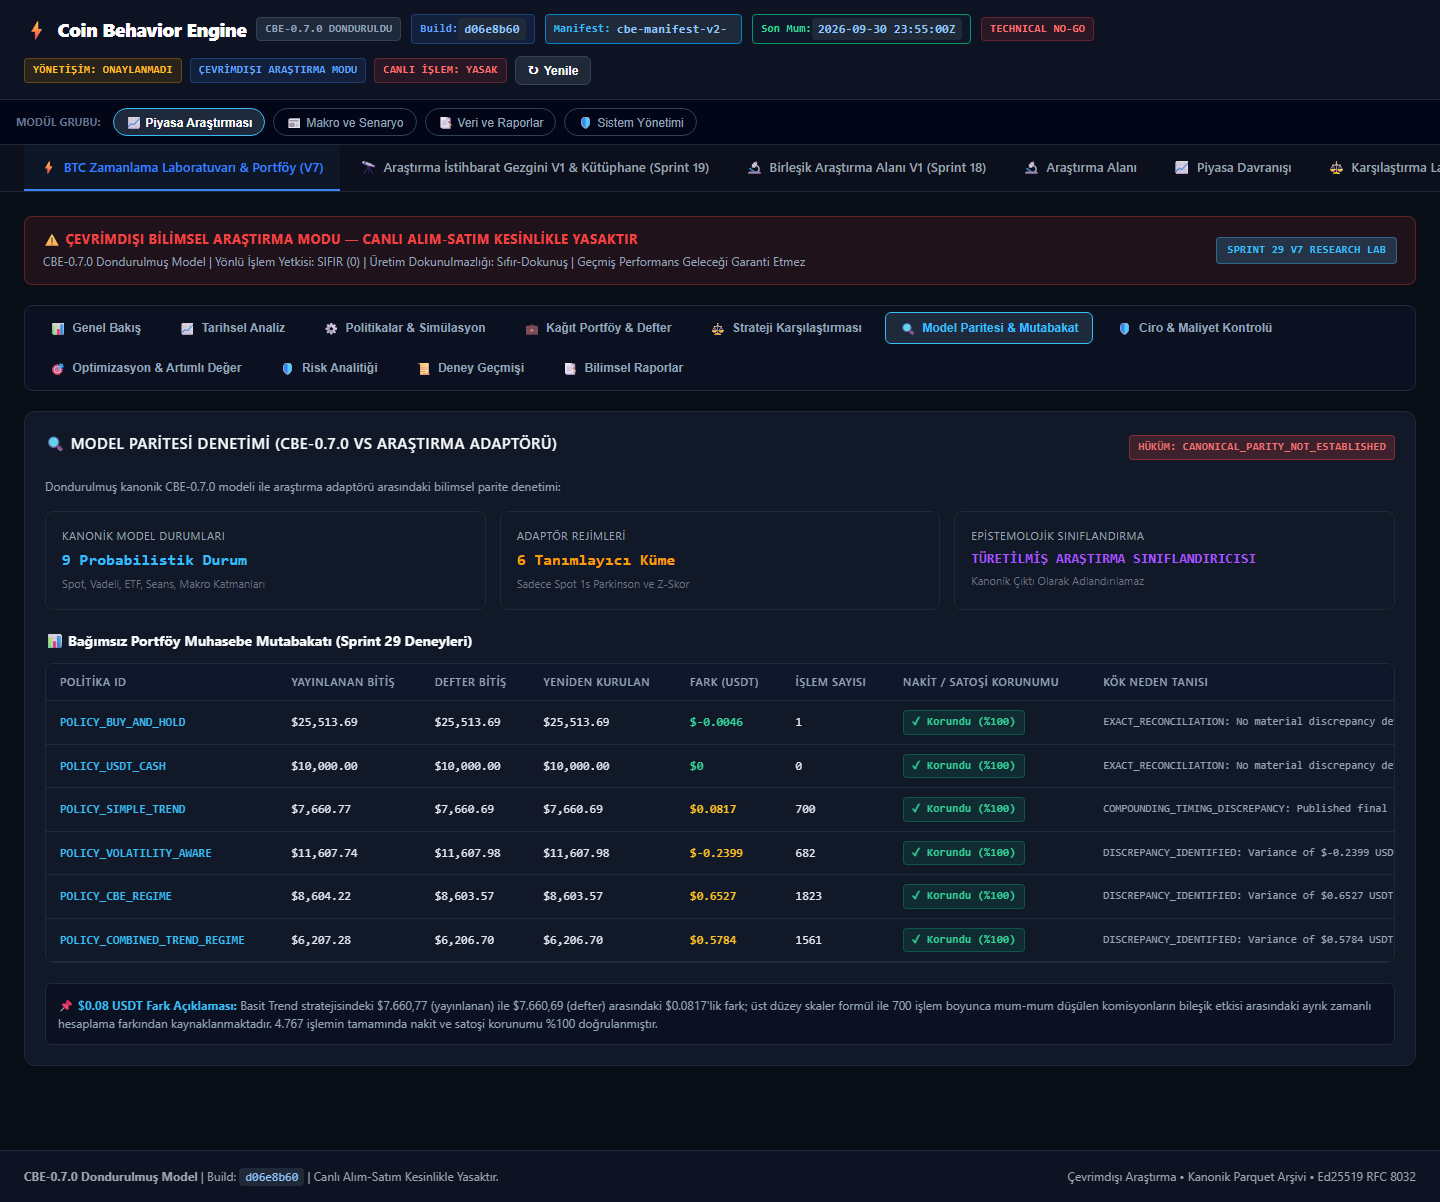 Coin Behavior Engine
CBE-0.7.0 DONDURULDU
Build: d06e8b60
Manifest: cbe-manifest-v2-
Son Mum: 2026-09-30 23:55:00Z
TECHNICAL NO-GO
YÖNETİŞİM: ONAYLANMADI
ÇEVRİMDIŞI ARAŞTIRMA MODU
CANLI İŞLEM: YASAK
↻ Yenile
MODÜL GRUBU:
Piyasa Araştırması
Makro ve Senaryo
Veri ve Raporlar
Sistem Yönetimi
BTC Zamanlama Laboratuvarı & Portföy (V7)
Araştırma İstihbarat Gezgini V1 & Kütüphane (Sprint 19)
Birleşik Araştırma Alanı V1 (Sprint 18)
Araştırma Alanı
Piyasa Davranışı
Karşılaştırma La
ÇEVRİMDIŞI BİLİMSEL ARAŞTIRMA MODU — CANLI ALIM-SATIM KESİNLİKLE YASAKTIR
CBE-0.7.0 Dondurulmuş Model | Yönlü İşlem Yetkisi: SIFIR (0) | Üretim Dokunulmazlığı: Sıfır-Dokunuş | Geçmiş Performans Geleceği Garanti Etmez
SPRINT 29 V7 RESEARCH LAB
Genel Bakış
Tarihsel Analiz
Politikalar & Simülasyon
Kağıt Portföy & Defter
Strateji Karşılaştırması
Model Paritesi & Mutabakat
Ciro & Maliyet Kontrolü
Optimizasyon & Artımlı Değer
Risk Analitiği
Deney Geçmişi
Bilimsel Raporlar
MODEL PARİTESİ DENETİMİ (CBE-0.7.0 VS ARAŞTIRMA ADAPTÖRÜ)
HÜKÜM: CANONICAL_PARITY_NOT_ESTABLISHED
Dondurulmuş kanonik CBE-0.7.0 modeli ile araştırma adaptörü arasındaki bilimsel parite denetimi:
KANONİK MODEL DURUMLARI
9 Probabilistik Durum
Spot, Vadeli, ETF, Seans, Makro Katmanları
ADAPTÖR REJİMLERİ
6 Tanımlayıcı Küme
Sadece Spot 1s Parkinson ve Z-Skor
EPİSTEMOLOJİK SINIFLANDIRMA
TÜRETİLMİŞ ARAŞTIRMA SINIFLANDIRICISI
Kanonik Çıktı Olarak Adlandırılamaz
Bağımsız Portföy Muhasebe Mutabakatı (Sprint 29 Deneyleri)
POLİTİKA ID YAYINLANAN BİTİŞ DEFTER BİTİŞ YENİDEN KURULAN FARK (USDT) İŞLEM SAYISI NAKİT / SATOŞİ KORUNUMU KÖK NEDEN TANISI
POLICY_BUY_AND_HOLD $25,513.69 $25,513.69 $25,513.69 $-0.0046 1 ✓ Korundu (%100) EXACT_RECONCILIATION: No material discrepancy de
POLICY_USDT_CASH $10,000.00 $10,000.00 $10,000.00 $0 0 ✓ Korundu (%100) EXACT_RECONCILIATION: No material discrepancy de
POLICY_SIMPLE_TREND $7,660.77 $7,660.69 $7,660.69 $0.0817 700 ✓ Korundu (%100) COMPOUNDING_TIMING_DISCREPANCY: Published final
POLICY_VOLATILITY_AWARE $11,607.74 $11,607.98 $11,607.98 $-0.2399 682 ✓ Korundu (%100) DISCREPANCY_IDENTIFIED: Variance of $-0.2399 USD
POLICY_CBE_REGIME $8,604.22 $8,603.57 $8,603.57 $0.6527 1823 ✓ Korundu (%100) DISCREPANCY_IDENTIFIED: Variance of $0.6527 USDT
POLICY_COMBINED_TREND_REGIME $6,207.28 $6,206.70 $6,206.70 $0.5784 1561 ✓ Korundu (%100) DISCREPANCY_IDENTIFIED: Variance of $0.5784 USDT
$0.08 USDT Fark Açıklaması: Basit Trend stratejisindeki $7.660,77 (yayınlanan) ile $7.660,69 (defter) arasındaki $0.0817'lik fark; üst düzey skaler formül ile 700 işlem boyunca mum-mum düşülen komisyonların bileşik etkisi arasındaki ayrık zamanlı
hesaplama farkından kaynaklanmaktadır. 4.767 işlemin tamamında nakit ve satoşi korunumu %100 doğrulanmıştır.
CBE-0.7.0 Dondurulmuş Model | Build: d06e8b60 | Canlı Alım-Satım Kesinlikle Yasaktır.
Çevrimdışı Araştırma • Kanonik Parquet Arşivi • Ed25519 RFC 8032